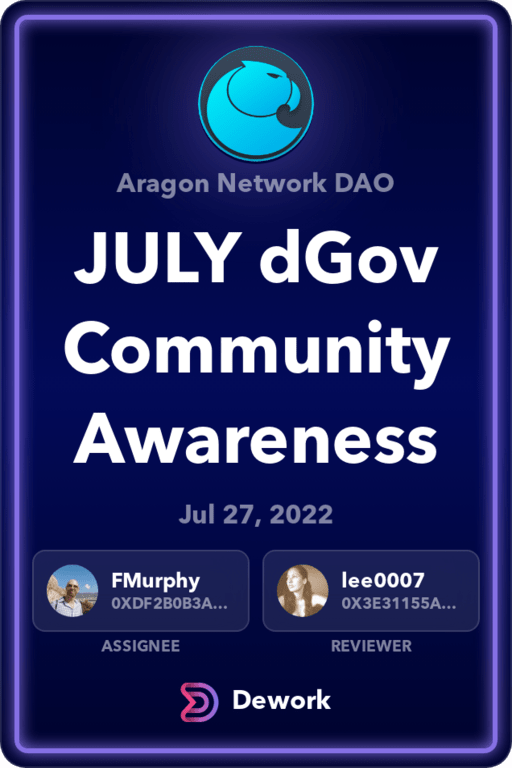 Aragon Network DAO
JULY dGov
Community
Awareness
Jul 27, 2022
FMurphy
0XDF2B0B3A...
ASSIGNEE
lee0007
0X3E31155A...
REVIEWER
Dework